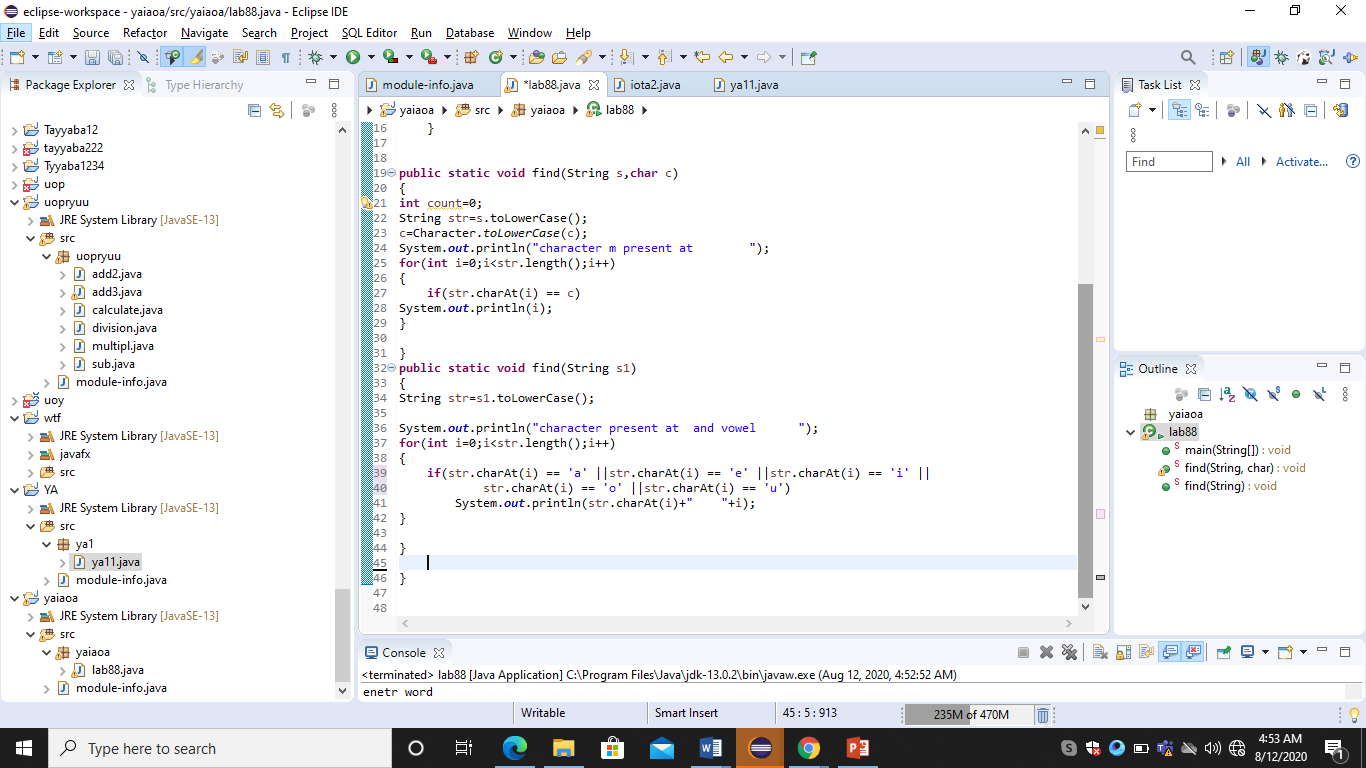 eclipse-workspace - yaiaoa/src/yaiaoa/lab88.java - Eclipse IDE
File Edit Source Refactor Navigate Search Project SQL Editor Run Database Window Help
Package Explorer Type Hierarchy
Tayyaba12
tayyaba222
Tyyaba1234
uop
uopryuu
JRE System Library [JavaSE-13]
src
uopryuu
add2.java
add3.java
calculate.java
division.java
multipl.java
sub.java
module-info.java
uoy
wtf
JRE System Library [JavaSE-13]
javafx
src
YA
JRE System Library [JavaSE-13]
src
ya1
ya11.java
module-info.java
yaiaoa
JRE System Library [JavaSE-13]
src
yaiaoa
lab88.java
module-info.java
module-info.java *lab88.java iota2.java ya11.java
yaiaoa src yaiaoa lab88
16 }
17
18
19 public static void find(String s,char c)
20 {
21 int count=0;
22 String str=s.toLowerCase();
23 c=Character.toLowerCase(c);
24 System.out.println("character m present at        ");
25 for(int i=0;i<str.length();i++)
26 {
27     if(str.charAt(i) == c)
28 System.out.println(i);
29 }
30
31 }
32 public static void find(String s1)
33 {
34 String str=s1.toLowerCase();
35
36 System.out.println("character present at  and vowel      ");
37 for(int i=0;i<str.length();i++)
38 {
39     if(str.charAt(i) == 'a' ||str.charAt(i) == 'e' ||str.charAt(i) == 'i' ||
40             str.charAt(i) == 'o' ||str.charAt(i) == 'u')
41         System.out.println(str.charAt(i)+"    "+i);
42 }
43
44 }
45
46 }
47
48
Task List
Find All Activate...
Outline
yaiaoa
lab88
main(String[]) : void
find(String, char) : void
find(String) : void
Console
<terminated> lab88 [Java Application] C:\Program Files\Java\jdk-13.0.2\bin\javaw.exe (Aug 12, 2020, 4:52:52 AM)
enetr word
Writable Smart Insert 45 : 5 : 913 235M of 470M
Type here to search
4:53 AM
8/12/2020
1